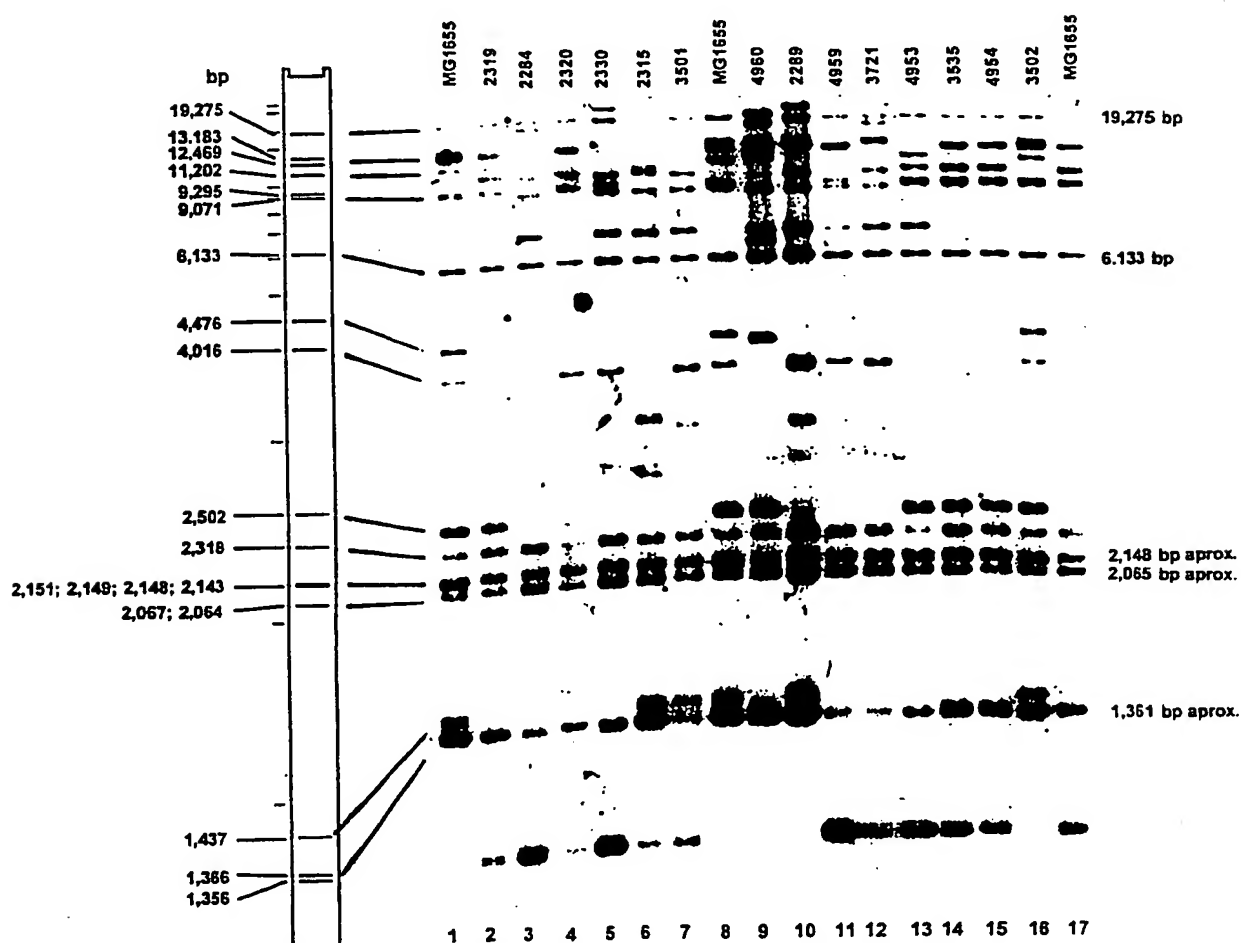 MG1655 2319 2284 2320 2330 2315 3501 MG1655 4960 2289 4959 3721 4953 3535 4954 3502 MG1655
bp
19,275
13.183
12,469
11,202
9,295
9,071
6,133
4,476
4,016
2,502
2,318
2,151; 2,149; 2,148; 2,143
2,067; 2,064
1,437
1,366
1,356
19,275 bp
6.133 bp
2,148 bp aprox.
2,065 bp aprox.
1,361 bp aprox.
1 2 3 4 5 6 7 8 9 10 11 12 13 14 15 16 17